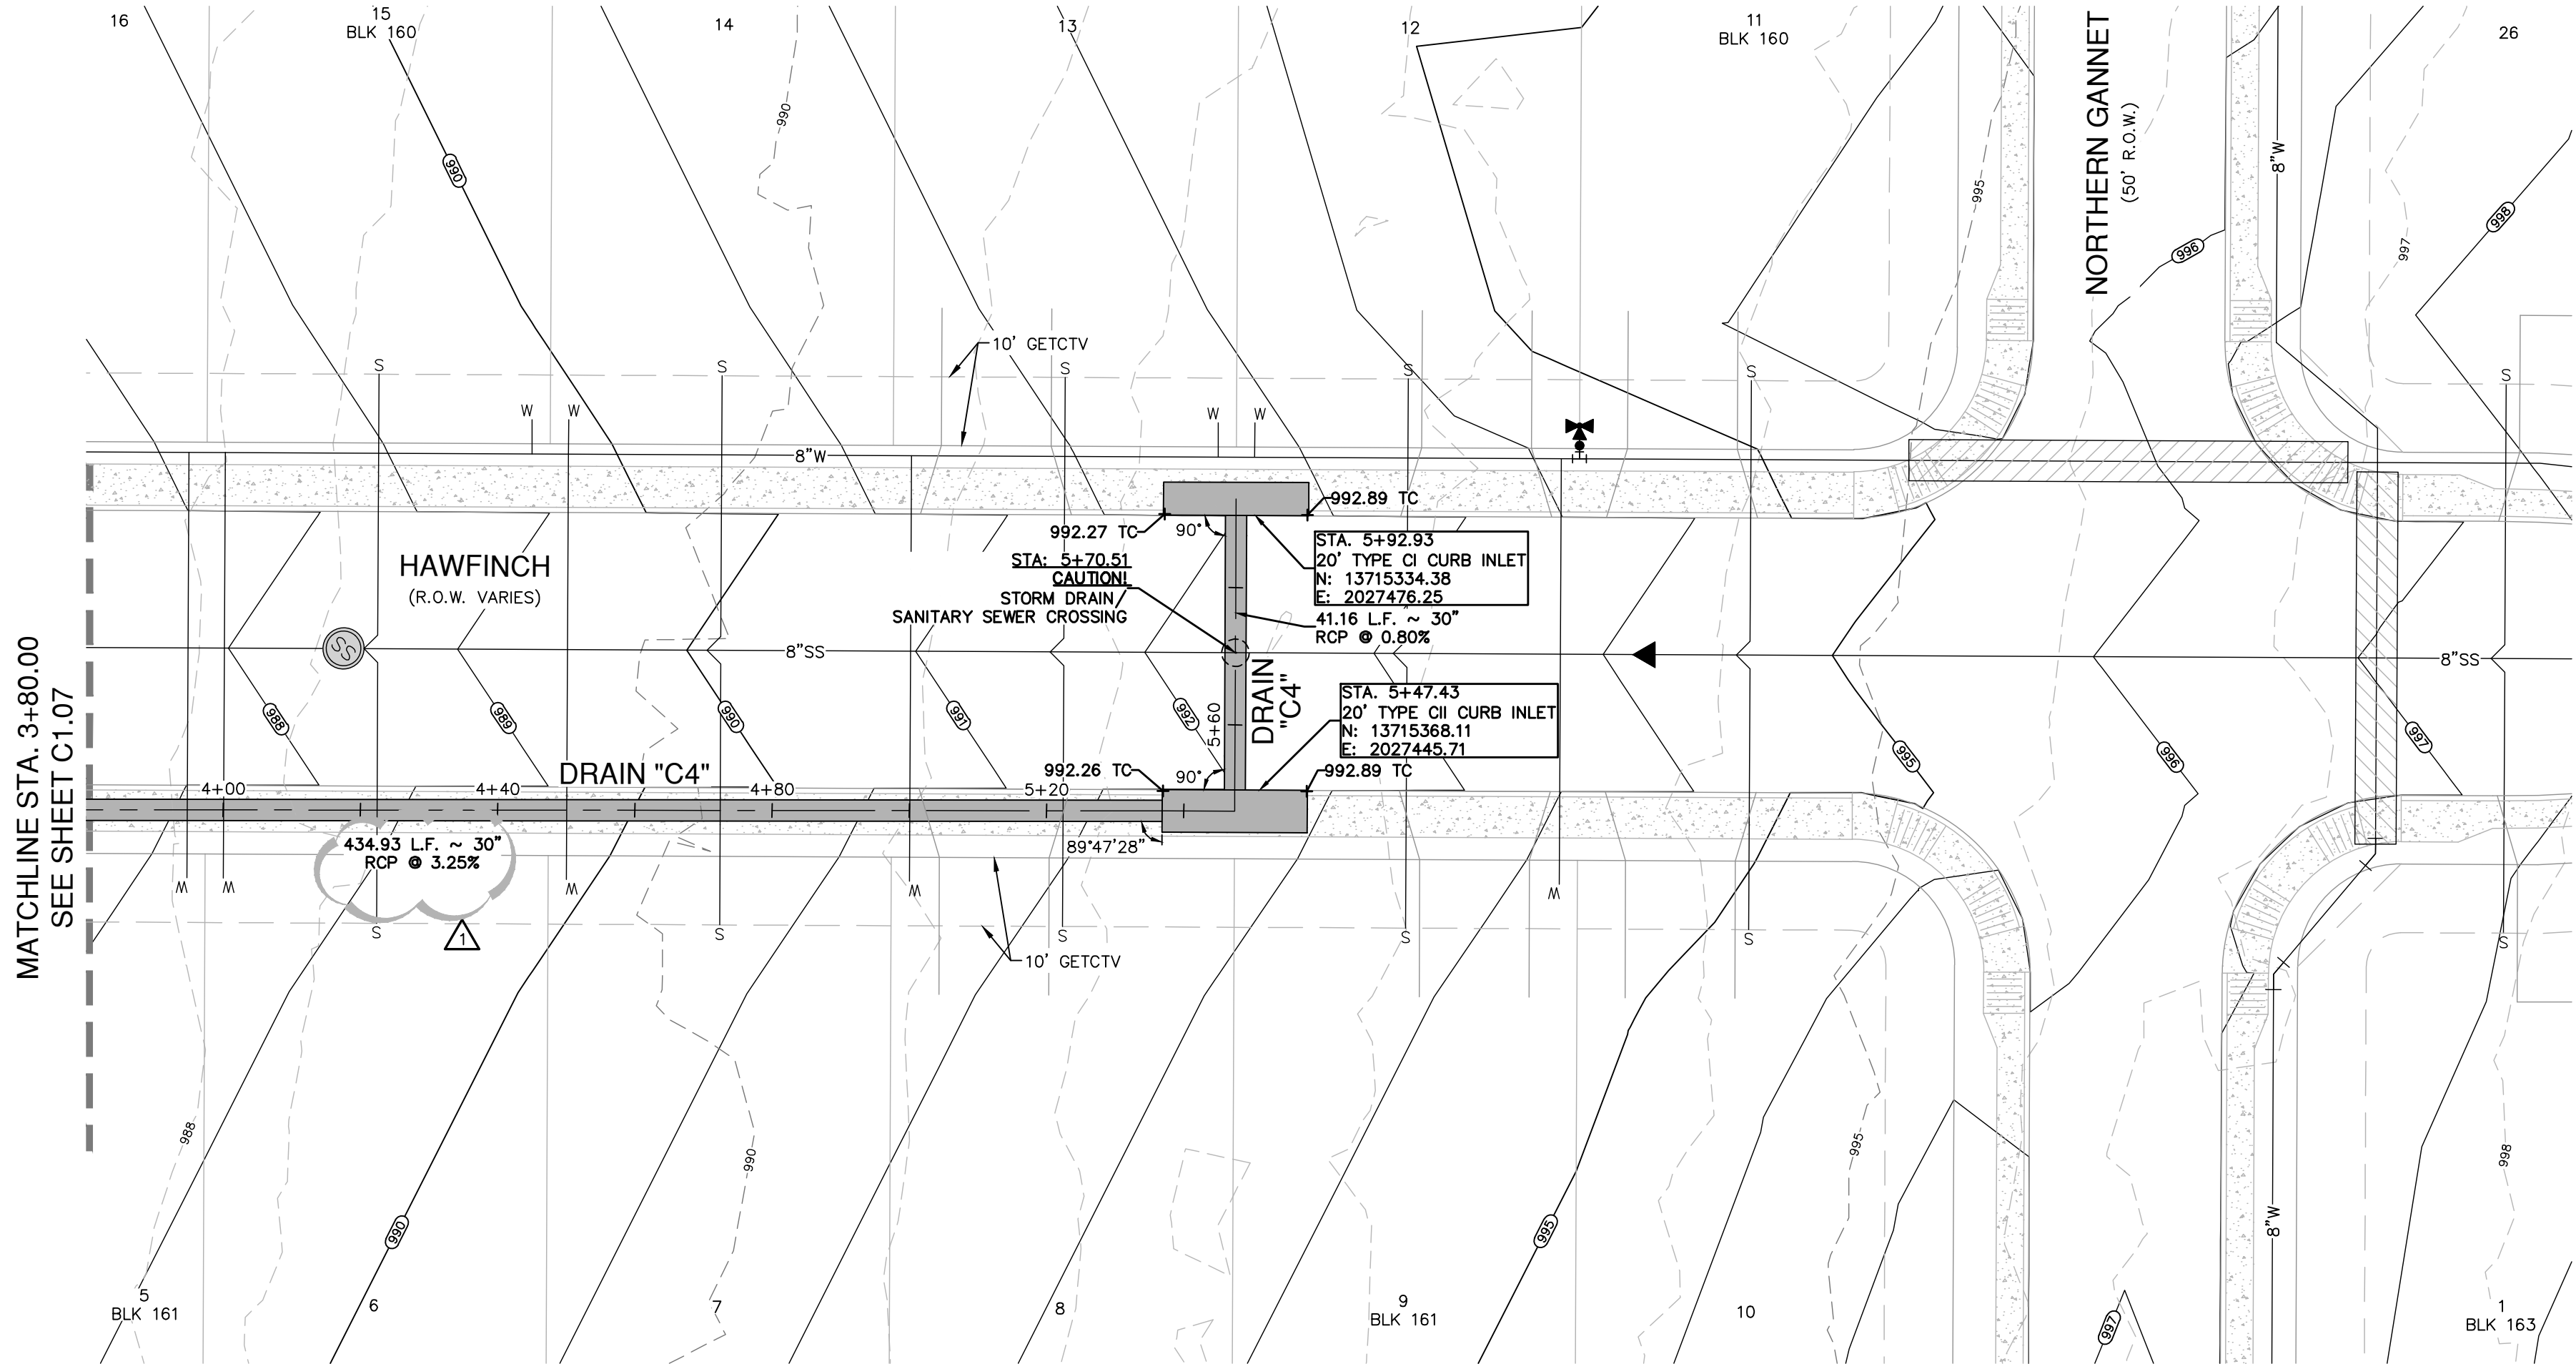 16
15
BLK 160
14
13
12
11
BLK 160
26
NORTHERN GANNET
(50' R.O.W.)
990
990
995
996
997
998
8"W
10' GETCTV
S
S
S
S
S
S
W
W
W
W
8"W
992.89 TC
992.27 TC
90°
STA. 5+92.93
20' TYPE CI CURB INLET
N: 13715334.38
E: 2027476.25
STA: 5+70.51
CAUTION!
STORM DRAIN /
SANITARY SEWER CROSSING
41.16 L.F. ~ 30"
RCP @ 0.80%
HAWFINCH
(R.O.W. VARIES)
SS
8"SS
8"SS
MATCHLINE STA. 3+80.00
SEE SHEET C1.07
988
989
990
991
992
995
996
997
5+60
DRAIN
"C4"
STA. 5+47.43
20' TYPE CII CURB INLET
N: 13715368.11
E: 2027445.71
DRAIN "C4"
992.26 TC
90°
992.89 TC
4+00
4+40
4+80
5+20
434.93 L.F. ~ 30"
RCP @ 3.25%
89°47'28"
W
W
W
W
W
S
S
S
S
S
S
1
10' GETCTV
988
990
990
995
995
998
8"W
997
5
BLK 161
6
7
8
9
BLK 161
10
1
BLK 163